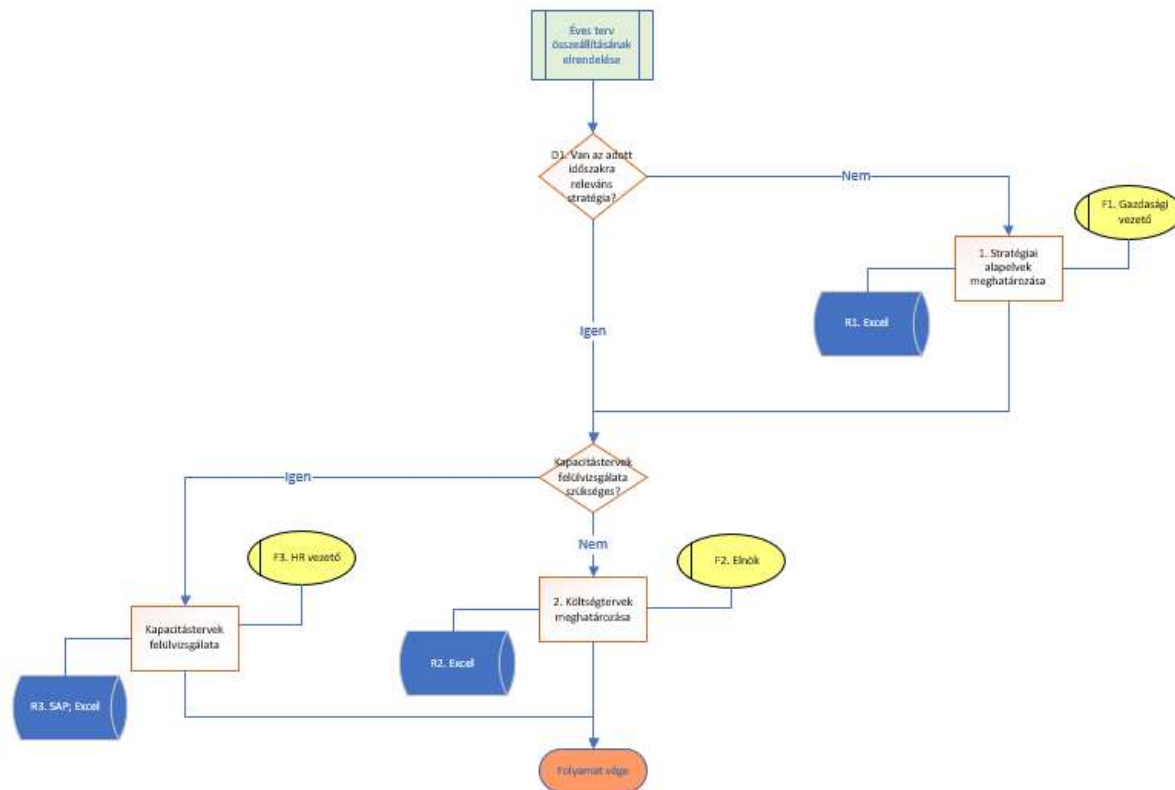 Éves terv
összeállításának
elrendelése
D1. Van az adott
időszakra
releváns
stratégia?
Nem
F1. Gazdasági
vezető
1. Stratégiai
alapelvek
meghatározása
R1. Excel
Igen
Kapacitástervek
felülvizsgálata
szükséges?
Igen
Nem
F3. HR vezető
F2. Elnök
Kapacitástervek
felülvizsgálata
2. Költségtervek
meghatározása
R3. SAP; Excel
R2. Excel
Folyamat vége